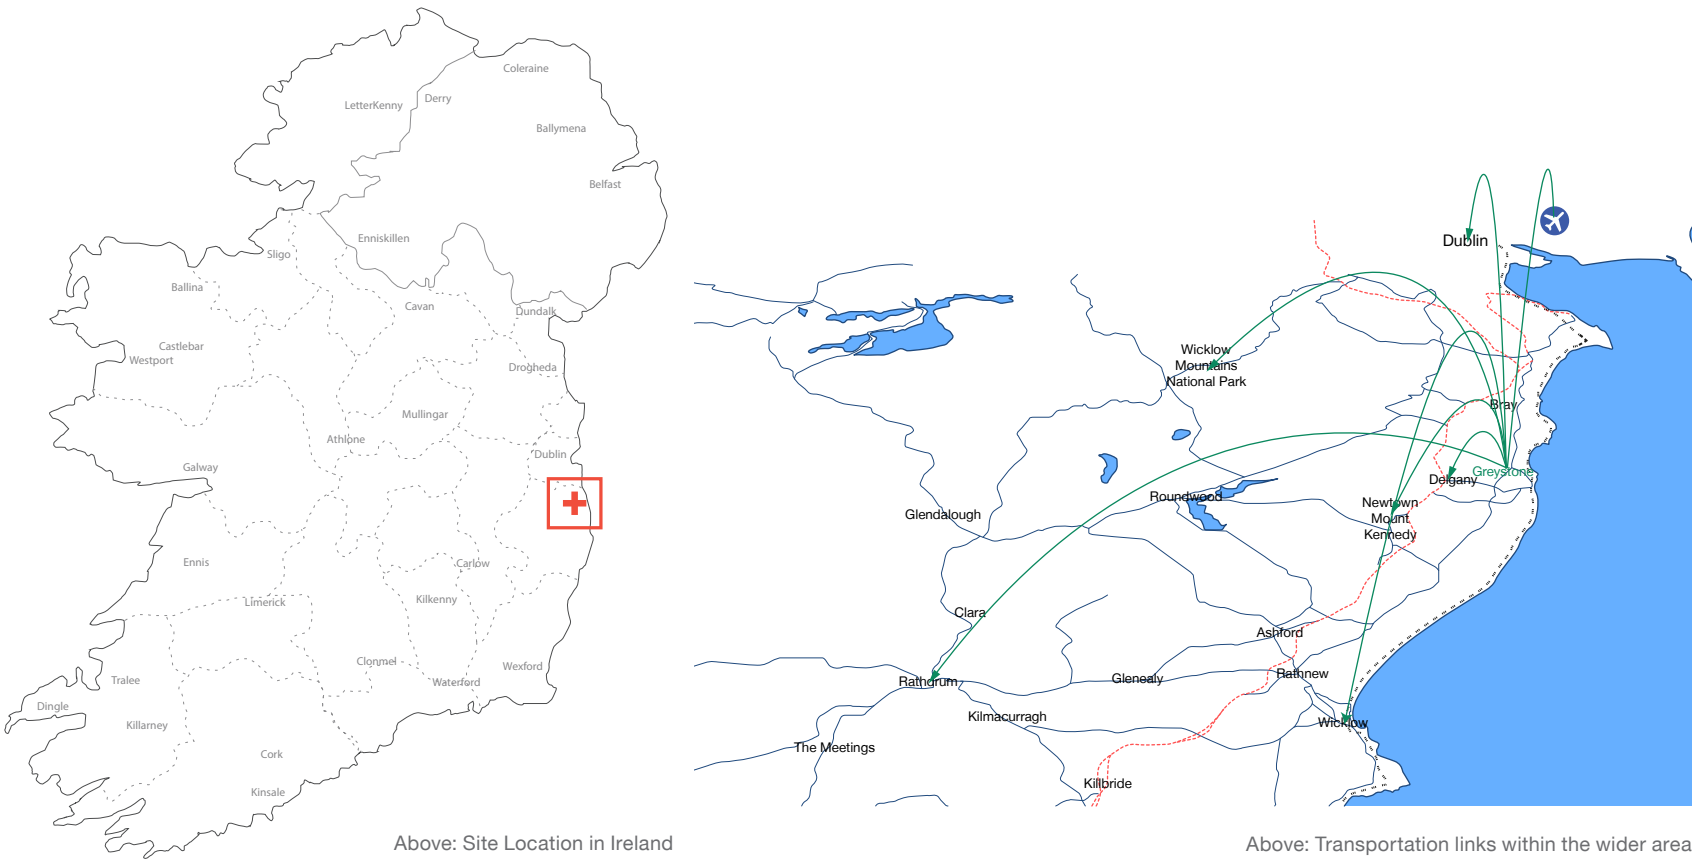 Coleraine
LetterKenny
Derry
Ballymena
Belfast
Enniskillen
Sligo
Ballina
Cavan
Dundalk
Castlebar
Westport
Drogheda
Mullingar
Athlone
Dublin
Galway
Ennis
Carlow
Limerick
Kilkenny
Clonmel
Wexford
Tralee
Waterford
Dingle
Killarney
Cork
Kinsale
Above: Site Location in Ireland
Dublin
Wicklow
Mountains
National Park
Bray
Greystone
Delgany
Roundwood
Newtown
Mount
Kennedy
Glendalough
Clara
Ashford
Rathnew
Glenealy
Rathdrum
Kilmacurragh
Wicklow
The Meetings
Killbride
Above: Transportation links within the wider area